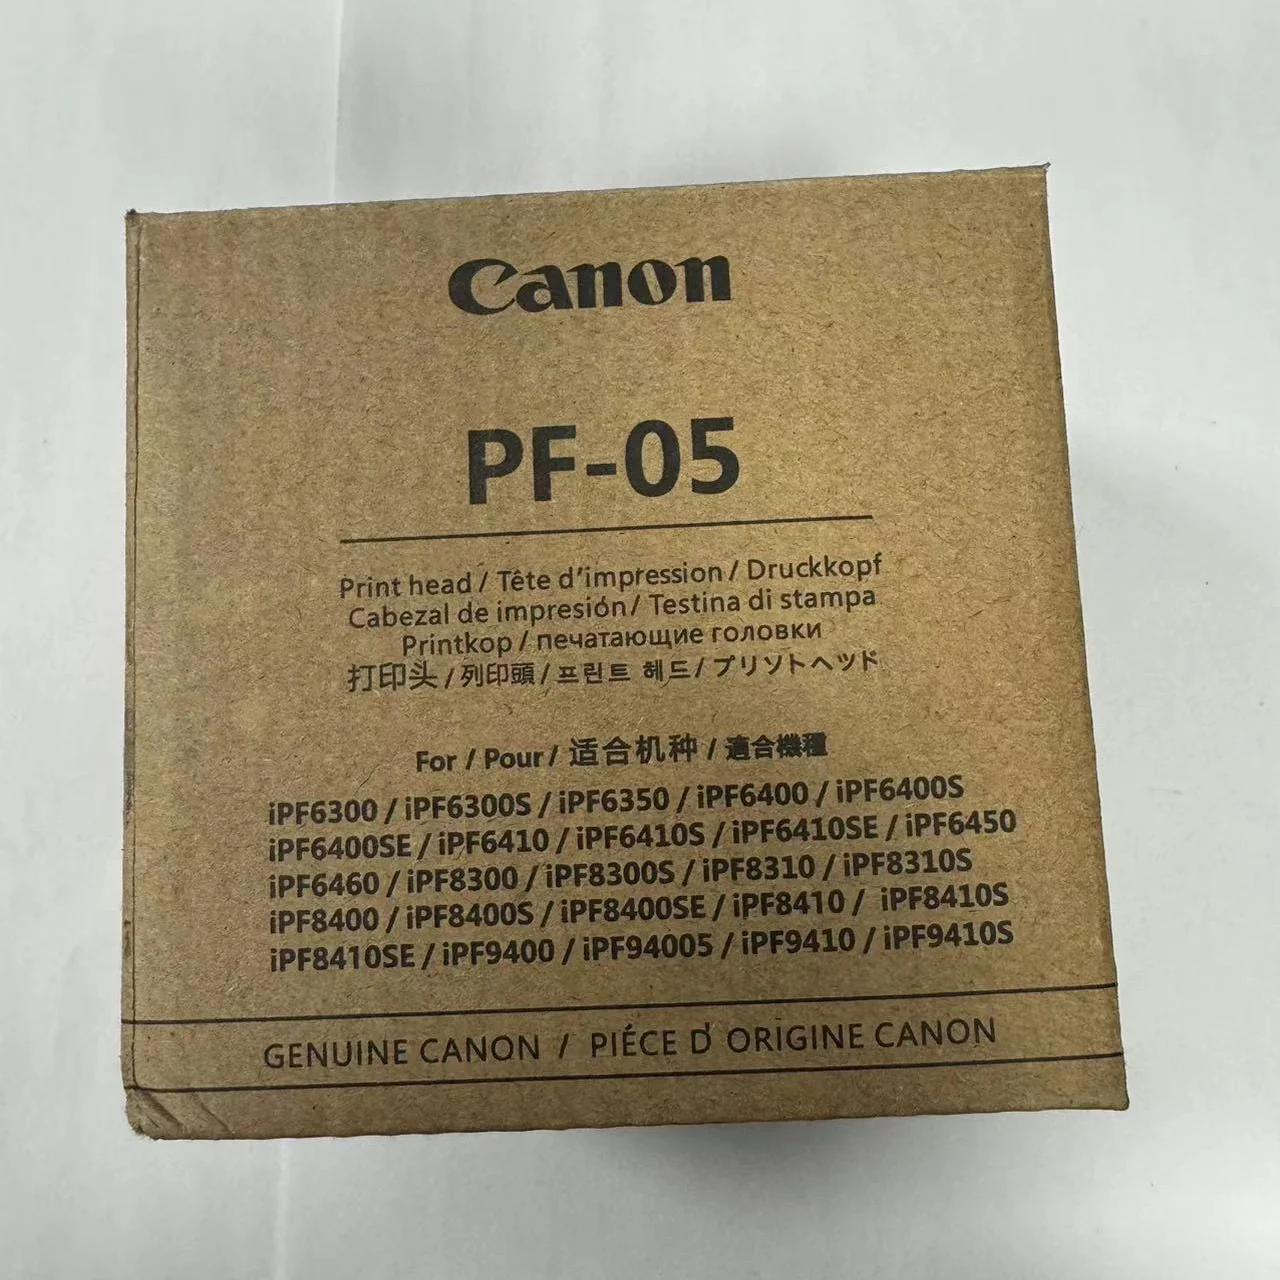 Canon
PF-05
Print head / Tête d'impression / Druckkopf
Cabezal de impresión / Testina di stampa
Printkop / печатающие головки
打印头 / 列印頭 / 프린트 헤드 / プリソトヘツド
For / Pour / 适合机种 / 適合機種
iPF6300 / iPF6300S / iPF6350 / iPF6400 / iPF6400S
iPF6400SE / iPF6410 / iPF6410S / iPF6410SE / iPF6450
iPF6460 / iPF8300 / iPF8300S / iPF8310 / iPF8310S
iPF8400 / iPF8400S / iPF8400SE / iPF8410 / iPF8410S
iPF8410SE / iPF9400 / iPF94005 / iPF9410 / iPF9410S
GENUINE CANON / PIÉCE D' ORIGINE CANON